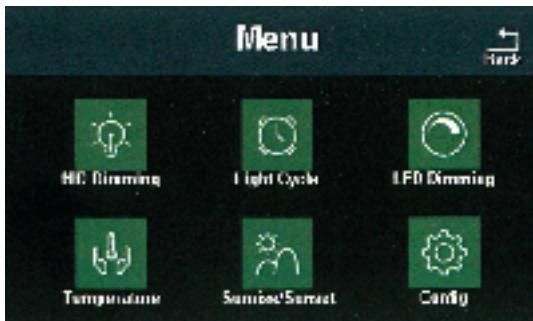 Menu
Back
HID Dimming
Light Cycle
LED Dimming
Temperature
Sunrise/Sunset
Config